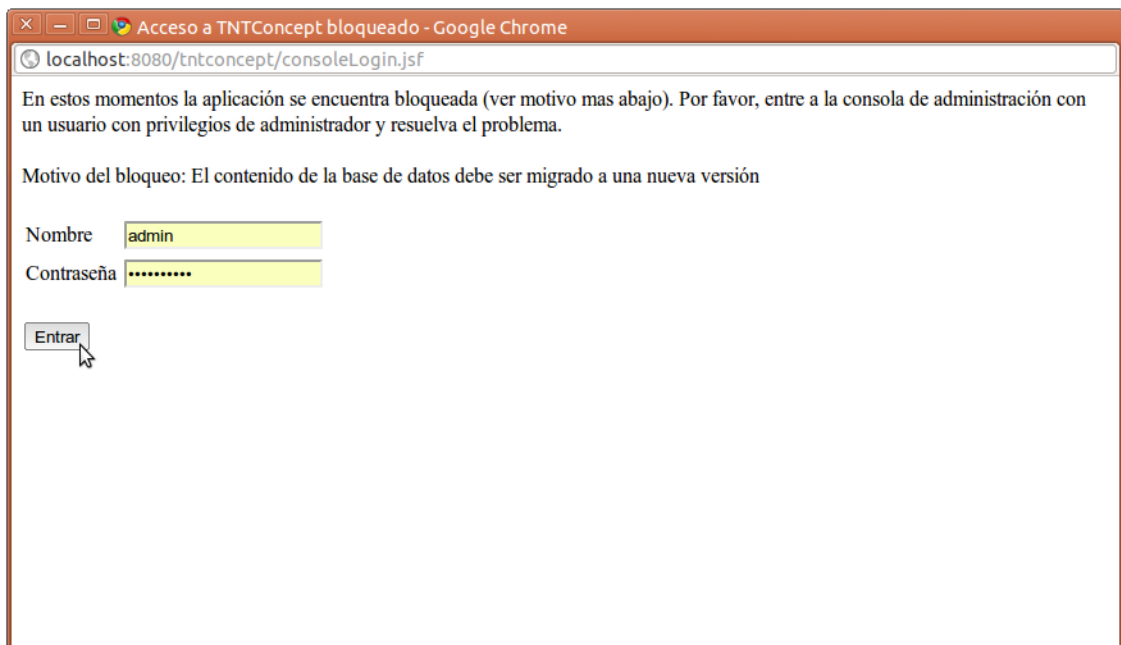 Acceso a TNTConcept bloqueado - Google Chrome
localhost:8080/tntconcept/consoleLogin.jsf
En estos momentos la aplicación se encuentra bloqueada (ver motivo mas abajo). Por favor, entre a la consola de administración con
un usuario con privilegios de administrador y resuelva el problema.
Motivo del bloqueo: El contenido de la base de datos debe ser migrado a una nueva versión
Nombre admin
Contraseña ••••••••••
Entrar